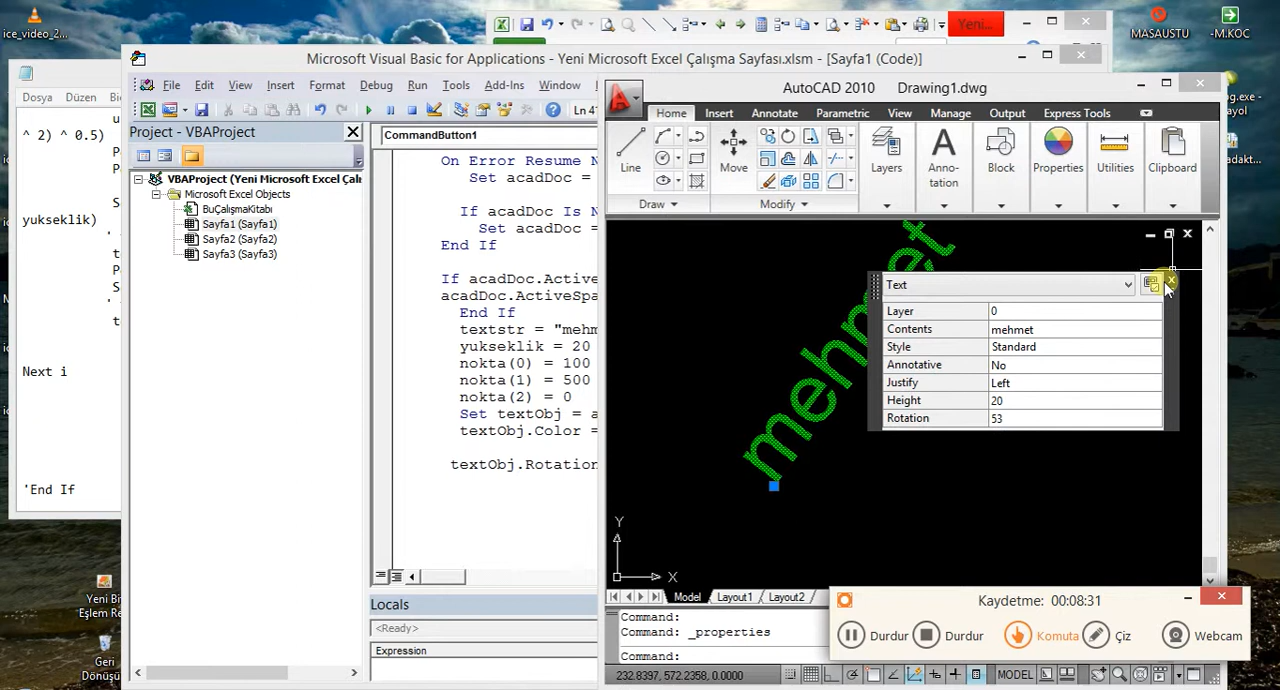 ice_video_2...
Yeni...
MASAUSTU
-M.KOC
Microsoft Visual Basic for Applications - Yeni Microsoft Excel Çalışma Sayfası.xlsm - [Sayfa1 (Code)]
Dosya Düzen
File Edit View Insert Format Debug Run Tools Add-Ins Window
^ 2) ^ 0.5)
yukseklik)
Next i
'End If
Project - VBAProject
VBAProject (Yeni Microsoft Excel Çalı
Microsoft Excel Objects
BuÇalışmaKitabı
Sayfa1 (Sayfa1)
Sayfa2 (Sayfa2)
Sayfa3 (Sayfa3)
CommandButton1
On Error Resume N
Set acadDoc =
If acadDoc Is N
Set acadDoc =
End If
If acadDoc.Active
acadDoc.ActiveSpa
End If
textstr = "mehm
yukseklik = 20
nokta(0) = 100
nokta(1) = 500
nokta(2) = 0
Set textObj = a
textObj.Color =
textObj.Rotation
Locals
<Ready>
Expression
AutoCAD 2010 Drawing1.dwg
Home Insert Annotate Parametric View Manage Output Express Tools
Line
Move
Layers
Anno-
tation
Block
Properties
Utilities
Clipboard
Draw
Modify
mehmet
Text
Layer 0
Contents mehmet
Style Standard
Annotative No
Justify Left
Height 20
Rotation 53
Y
X
Model Layout1 Layout2
Command:
Command: _properties
Command:
232.8397, 572.2358, 0.0000
MODEL
Kaydetme: 00:08:31
Durdur Durdur Komuta Çiz Webcam
Yeni Bi
Eşlem Re
Geri
Dönüşü